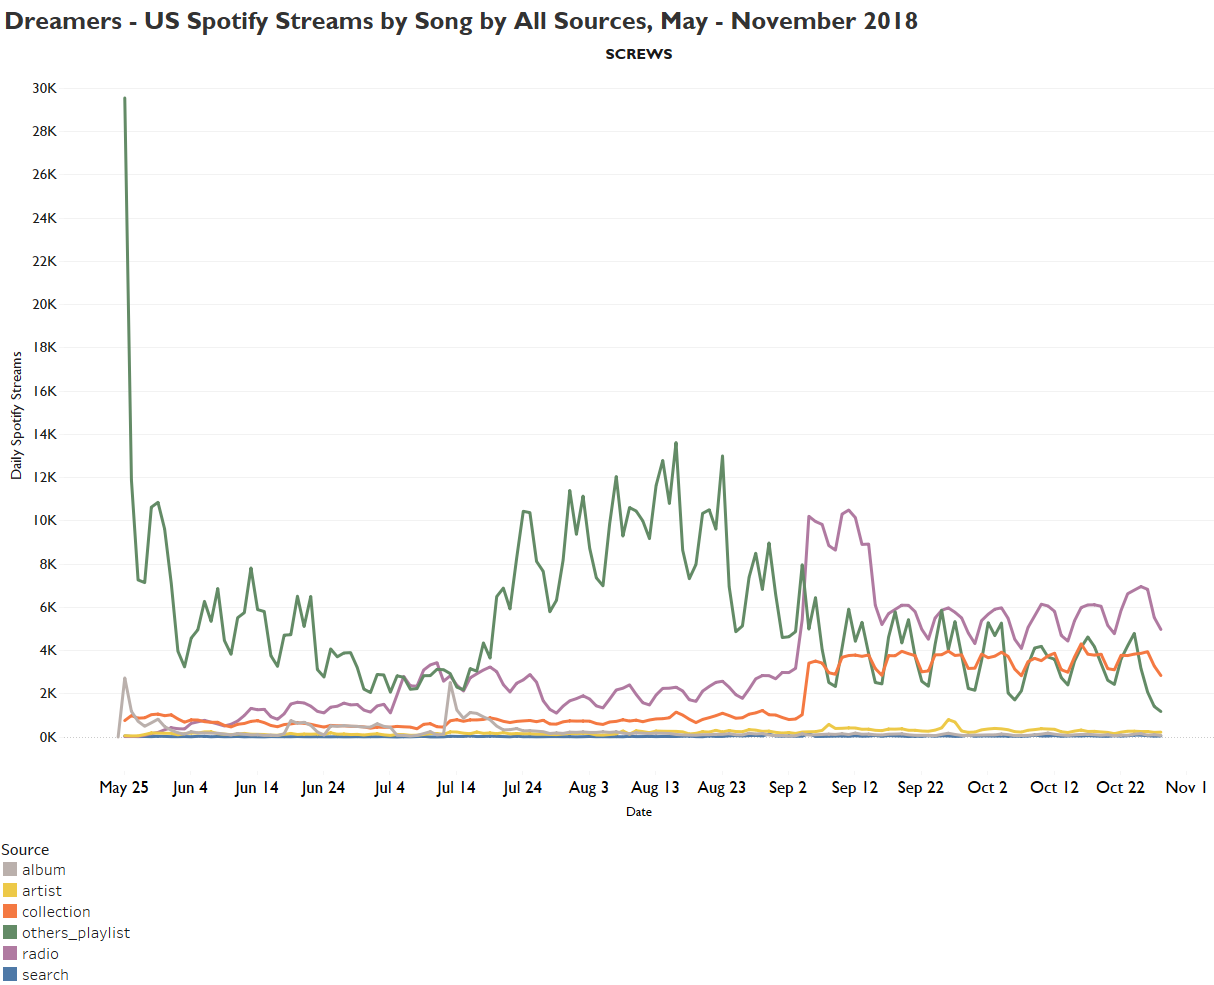 Dreamers - US Spotify Streams by Song by All Sources, May - November 2018
SCREWS
30K
28K
26K
24K
22K
20K
18K
16K
14K
12K
10K
8K
6K
4K
2K
0K
Daily Spotify Streams
May 25 Jun 4 Jun 14 Jun 24 Jul 4 Jul 14 Jul 24 Aug 3 Aug 13 Aug 23 Sep 2 Sep 12 Sep 22 Oct 2 Oct 12 Oct 22 Nov 1
Date
Source
album
artist
collection
others_playlist
radio
search